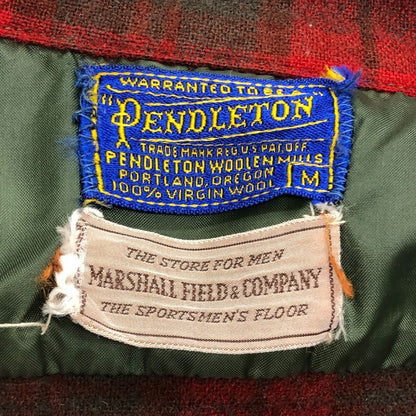 WARRANTED TO BE A
"PENDLETON"
TRADE MARK REG. U.S. PAT. OFF.
PENDLETON WOOLEN MILLS
PORTLAND, OREGON
100% VIRGIN WOOL M
THE STORE FOR MEN
MARSHALL FIELD & COMPANY
THE SPORTSMEN'S FLOOR